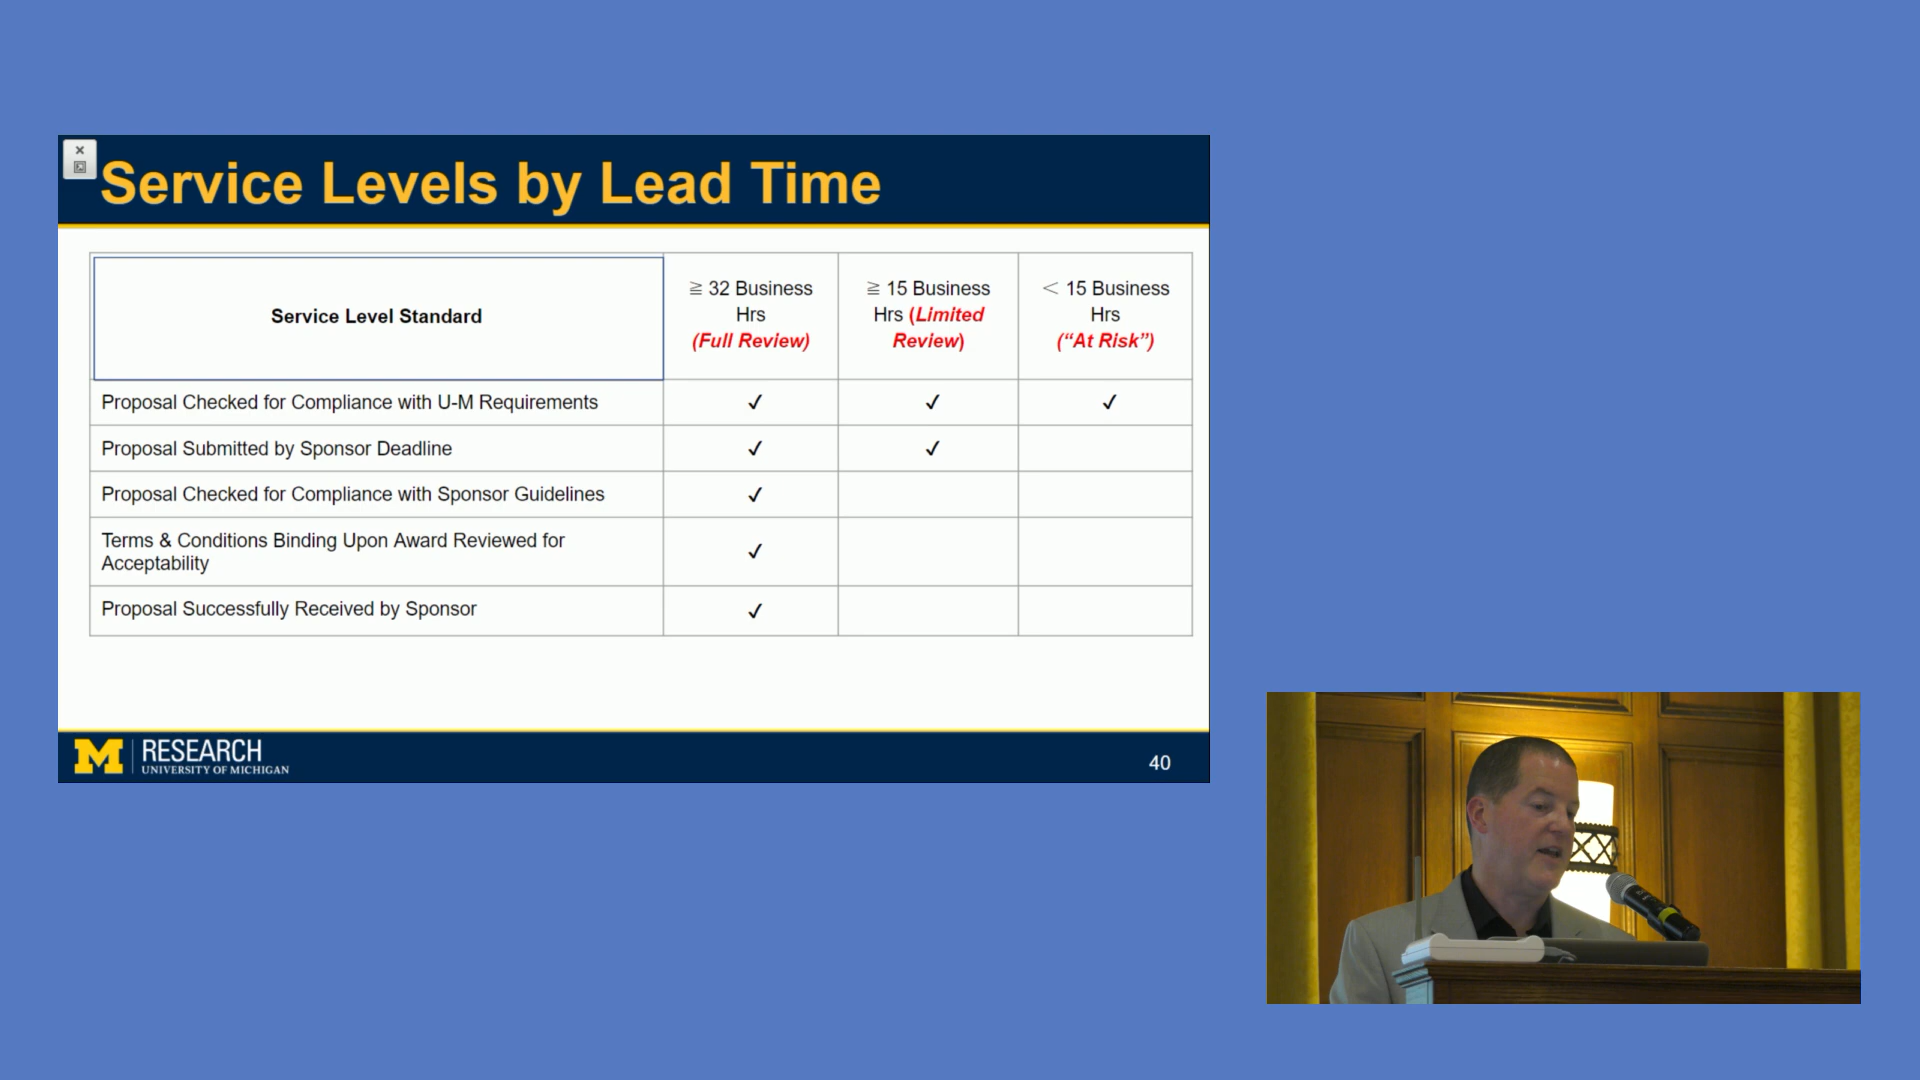 Service Levels by Lead Time
Service Level Standard
≧ 32 Business
Hrs
(Full Review)
≧ 15 Business
Hrs (Limited
Review)
< 15 Business
Hrs
(“At Risk”)
Proposal Checked for Compliance with U-M Requirements ✓ ✓ ✓
Proposal Submitted by Sponsor Deadline ✓ ✓
Proposal Checked for Compliance with Sponsor Guidelines ✓
Terms & Conditions Binding Upon Award Reviewed for
Acceptability ✓
Proposal Successfully Received by Sponsor ✓
M RESEARCH
UNIVERSITY OF MICHIGAN
40